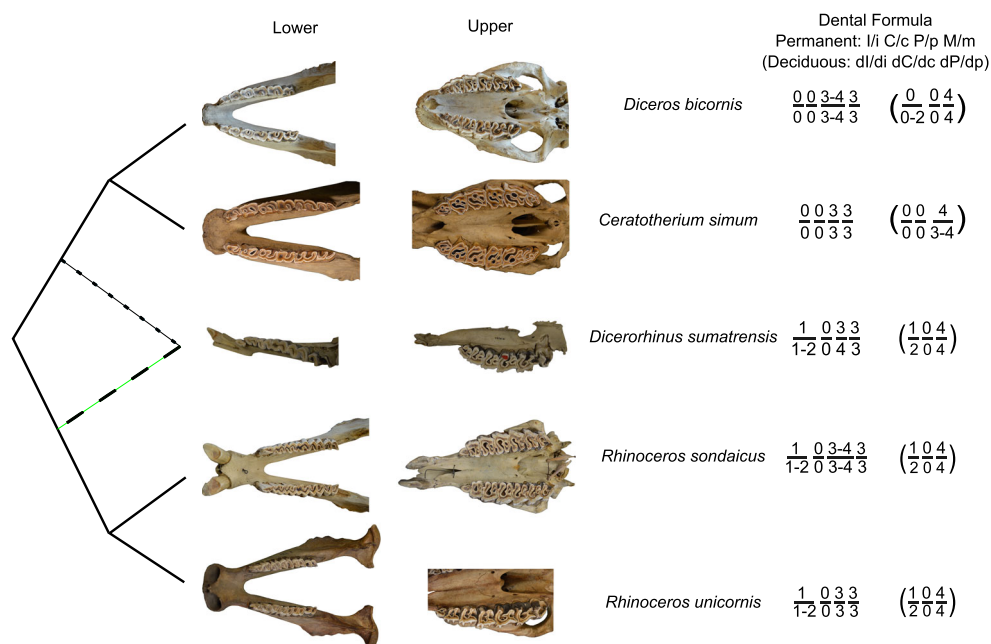 Lower
Upper
Dental Formula
Permanent: I/i C/c P/p M/m
(Deciduous: dI/di dC/dc dP/dp)
Diceros bicornis
0 0 3-4 3
0 0 3-4 3
( 0 0 4
0-2 0 4 )
Ceratotherium simum
0 0 3 3
0 0 3 3
( 0 0 4
0 0 3-4 )
Dicerorhinus sumatrensis
1 0 3 3
1-2 0 4 3
( 1 0 4
2 0 4 )
Rhinoceros sondaicus
1 0 3-4 3
1-2 0 3-4 3
( 1 0 4
2 0 4 )
Rhinoceros unicornis
1 0 3 3
1-2 0 3 3
( 1 0 4
2 0 4 )